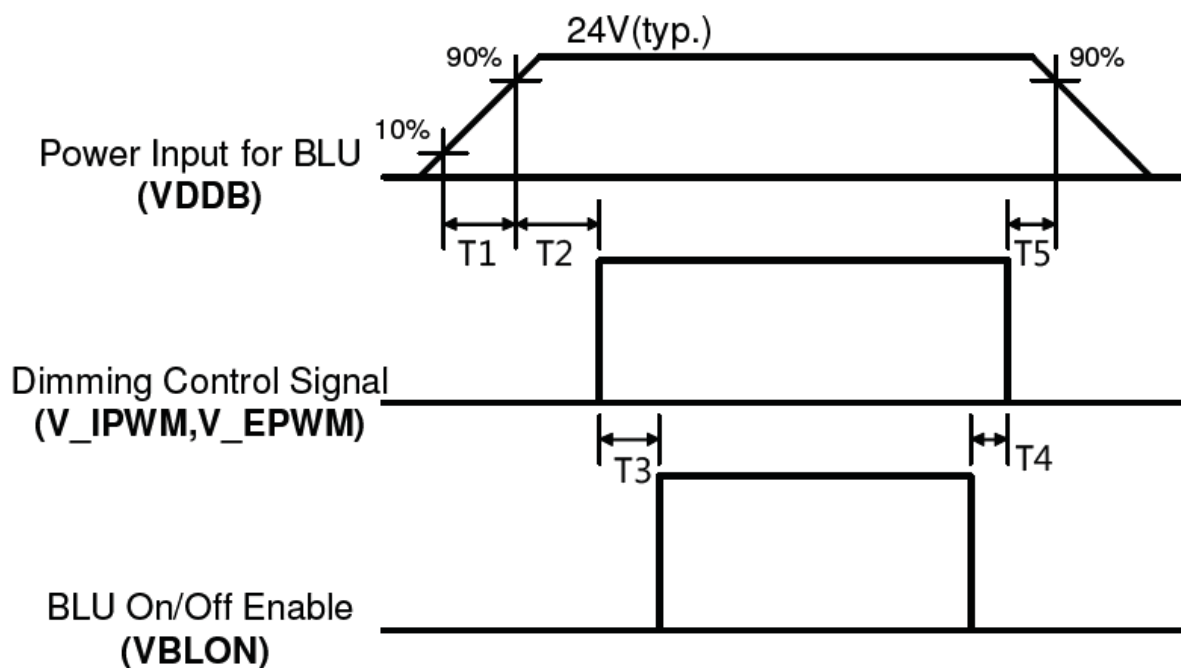 24V(typ.)
90%
90%
10%
Power Input for BLU
(VDDB)
T1
T2
T5
Dimming Control Signal
(V_IPWM,V_EPWM)
T3
T4
BLU On/Off Enable
(VBLON)